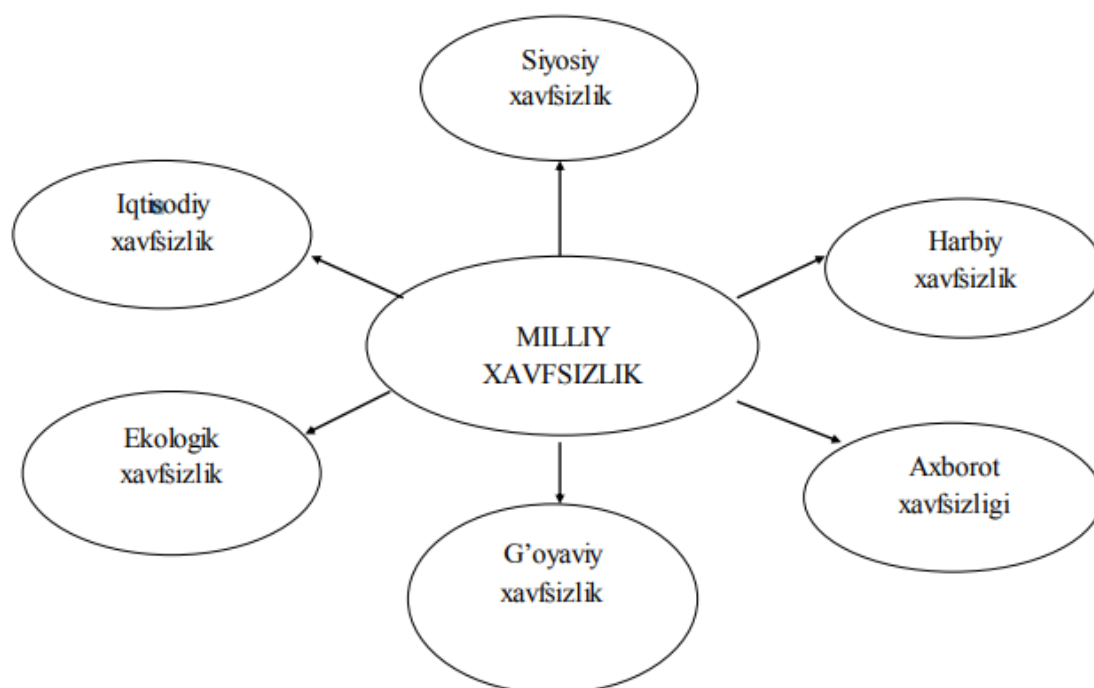 Siyosiy
xavfsizlik
Iqtisodiy
xavfsizlik
Harbiy
xavfsizlik
MILLIY
XAVFSIZLIK
Ekologik
xavfsizlik
Axborot
xavfsizligi
G’oyaviy
xavfsizlik